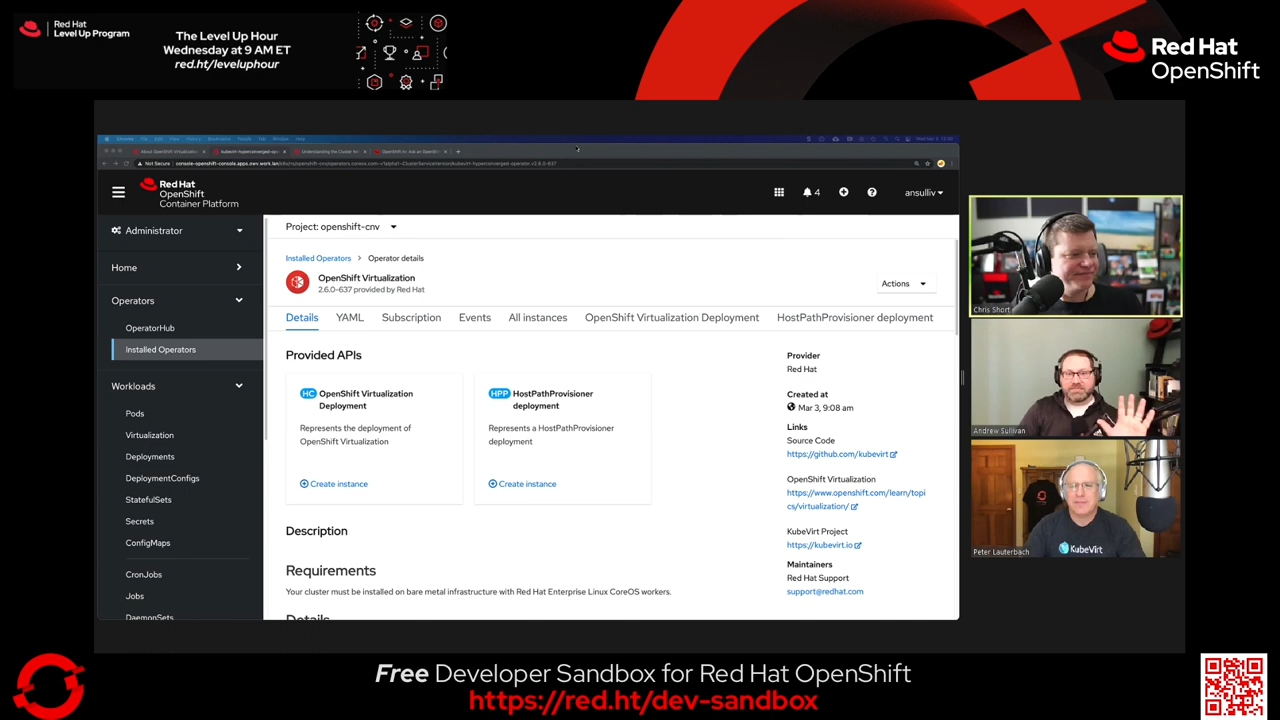 Red Hat
Level Up Program
The Level Up Hour
Wednesday at 9 AM ET
red.ht/leveluphour
Red Hat
OpenShift
Not Secure
Red Hat
OpenShift
Container Platform
4
ansulliv
Administrator
Home
Operators
OperatorHub
Installed Operators
Workloads
Pods
Virtualization
Deployments
DeploymentConfigs
StatefulSets
Secrets
ConfigMaps
CronJobs
Jobs
DaemonSets
Project: openshift-cnv
Installed Operators > Operator details
OpenShift Virtualization
2.6.0-637 provided by Red Hat
Actions
Details YAML Subscription Events All instances OpenShift Virtualization Deployment HostPathProvisioner deployment
Provided APIs
HC OpenShift Virtualization
Deployment
Represents the deployment of
OpenShift Virtualization
Create instance
HPP HostPathProvisioner
deployment
Represents a HostPathProvisioner
deployment
Create instance
Description
Requirements
Your cluster must be installed on bare metal infrastructure with Red Hat Enterprise Linux CoreOS workers.
Details
Provider
Red Hat
Created at
Mar 3, 9:08 am
Links
Source Code
https://github.com/kubevirt
OpenShift Virtualization
https://www.openshift.com/learn/topi
cs/virtualization/
KubeVirt Project
https://kubevirt.io
Maintainers
Red Hat Support
support@redhat.com
Chris Short
Andrew Sullivan
KubeVirt
Peter Lauterbach
Free Developer Sandbox for Red Hat OpenShift
https://red.ht/dev-sandbox